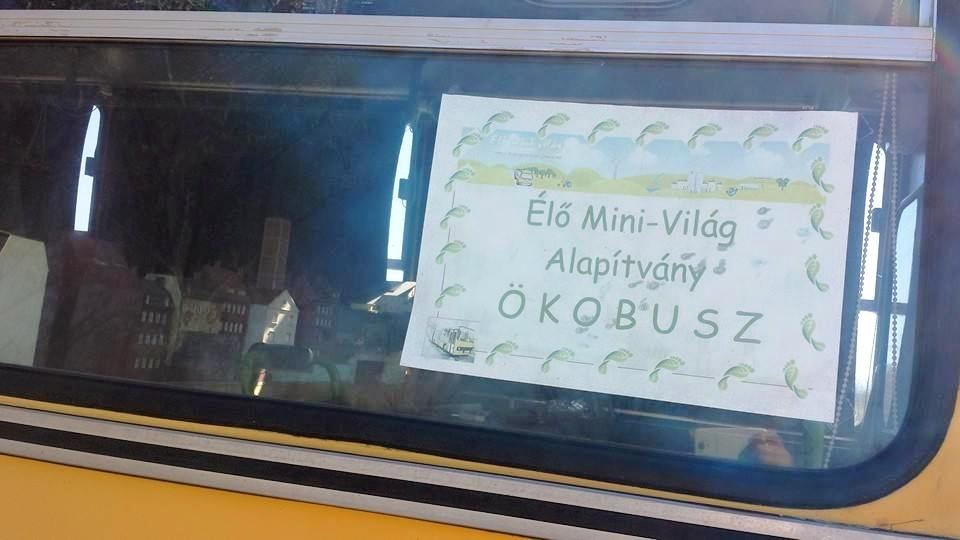 Élő Mini-Világ
Alapítvány
ÖKOBUSZ